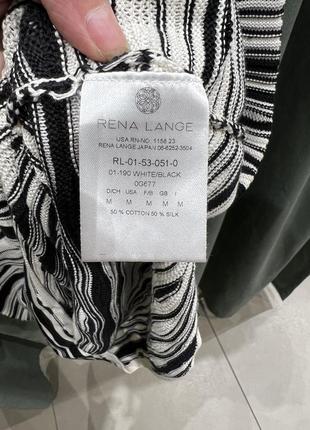 RENA LANGE
USA RN-NO: 1158 23
RENA LANGE JAPAN 06-6252-3504
RL-01-53-051-0
01-190 WHITE/BLACK
0G677
D/CH USA F/B GB I
M M M M M
50 % COTTON 50 % SILK